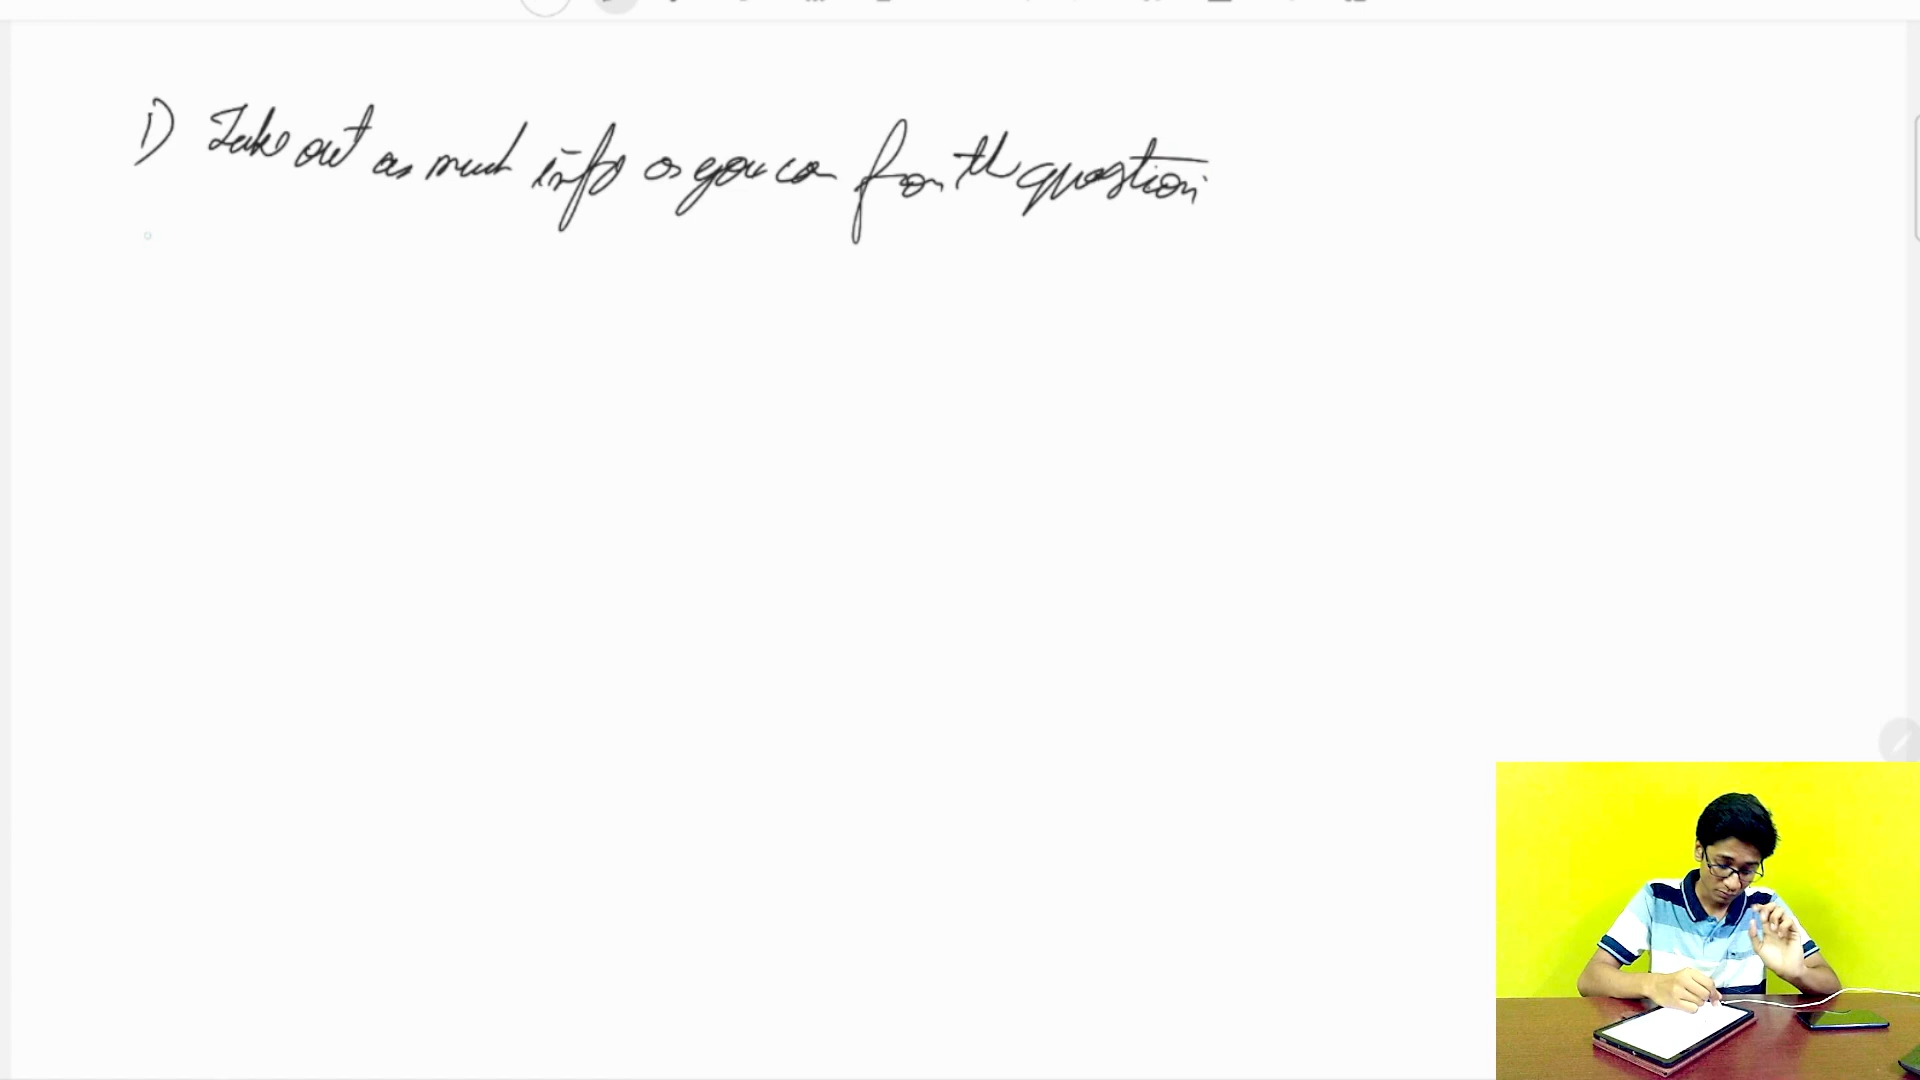 1) Take out as much info as you can from the question